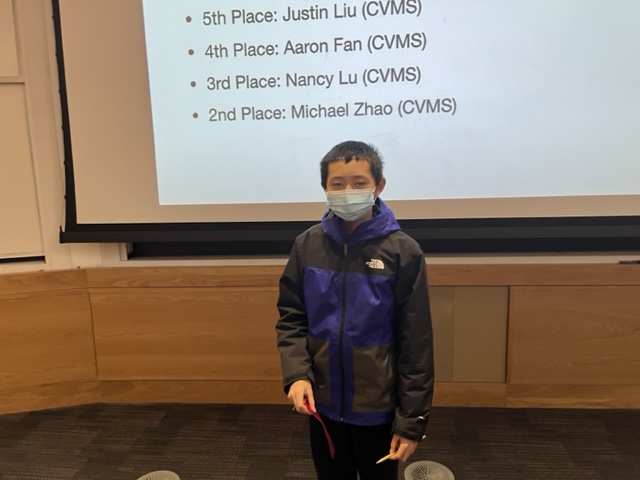 • 5th Place: Justin Liu (CVMS)
• 4th Place: Aaron Fan (CVMS)
• 3rd Place: Nancy Lu (CVMS)
• 2nd Place: Michael Zhao (CVMS)
THE
NORTH
FACE